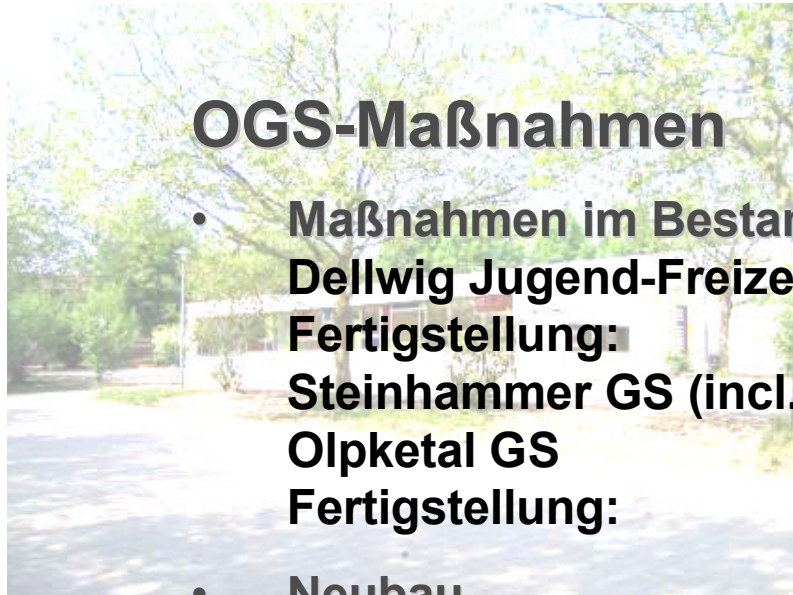 OGS-Maßnahmen
• Maßnahmen im Bestan
Dellwig Jugend-Freize
Fertigstellung:
Steinhammer GS (incl.
Olpketal GS
Fertigstellung:
• Neubau